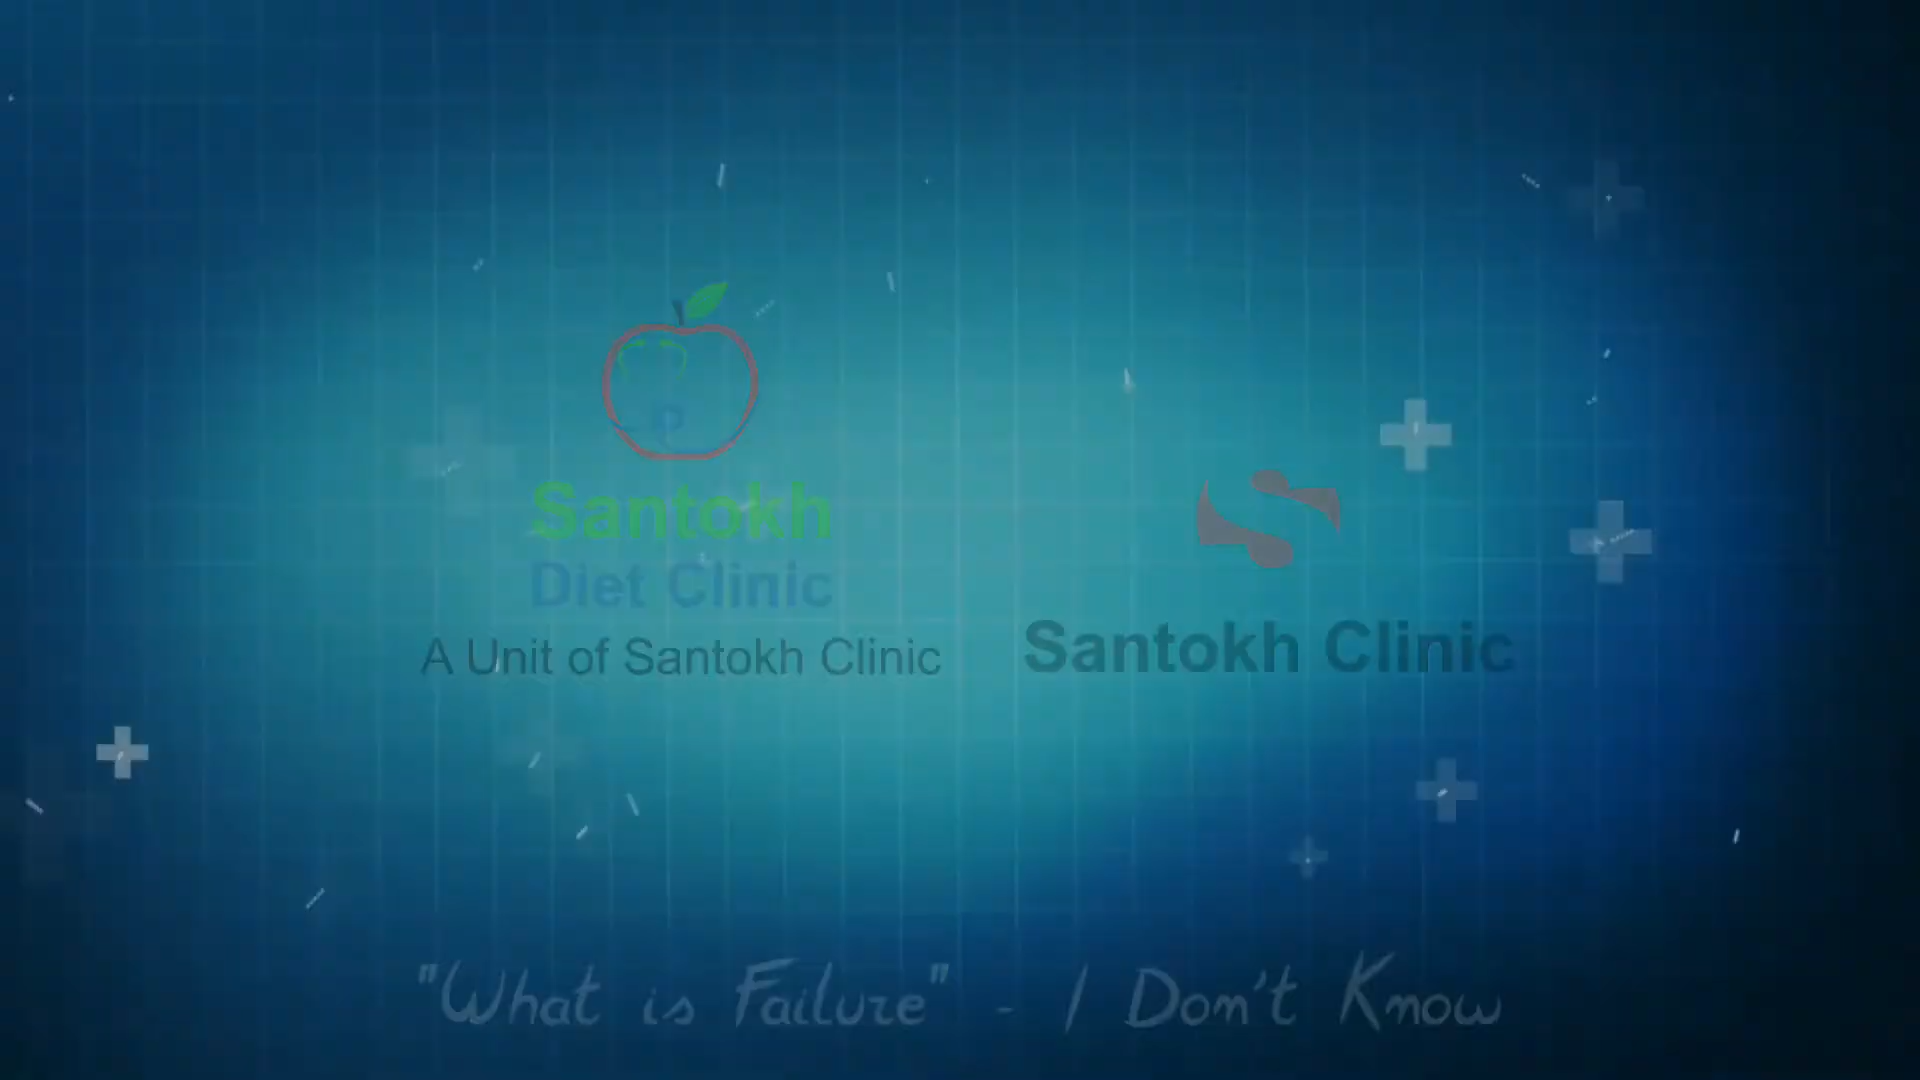 Santokh
Diet Clinic
A Unit of Santokh Clinic
Santokh Clinic
"What is Failure" - I Don't Know